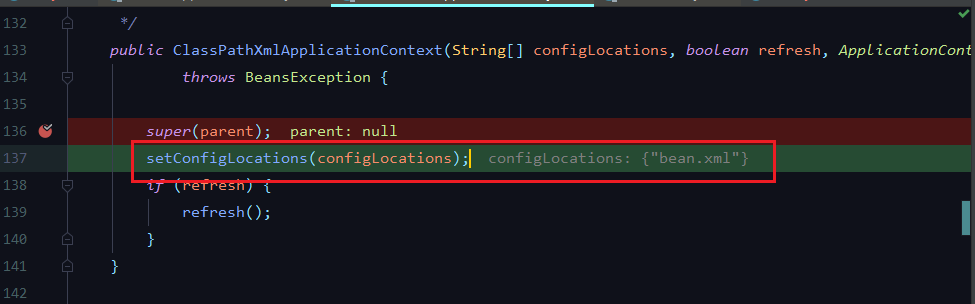 132 */
133 public ClassPathXmlApplicationContext(String[] configLocations, boolean refresh, ApplicationCont
134 throws BeansException {
135
136 super(parent); parent: null
137 setConfigLocations(configLocations); configLocations: {"bean.xml"}
138 if (refresh) {
139 refresh();
140 }
141 }
142